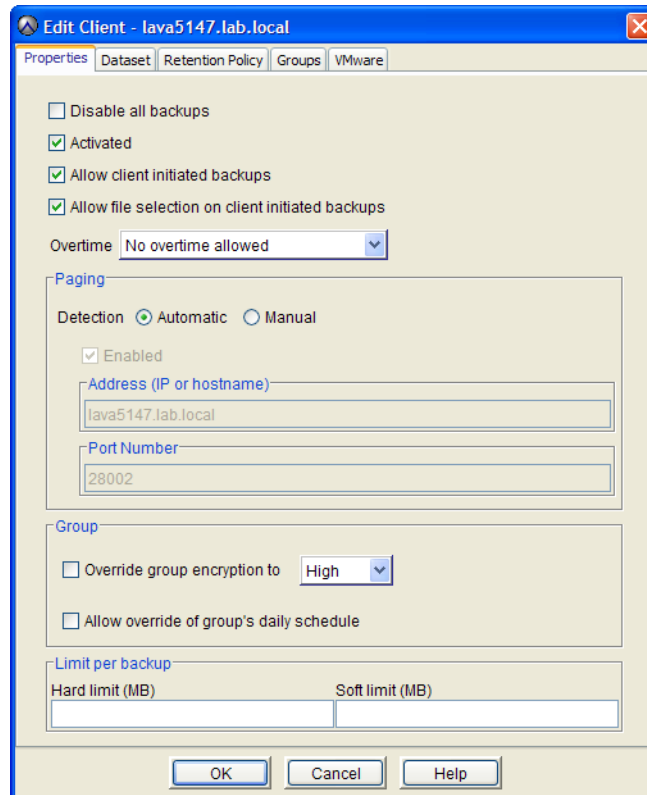 Edit Client - lava5147.lab.local
Properties Dataset Retention Policy Groups VMware
Disable all backups
Activated
Allow client initiated backups
Allow file selection on client initiated backups
Overtime No overtime allowed
Paging
Detection Automatic Manual
Enabled
Address (IP or hostname)
lava5147.lab.local
Port Number
28002
Group
Override group encryption to High
Allow override of group's daily schedule
Limit per backup
Hard limit (MB) Soft limit (MB)
OK Cancel Help